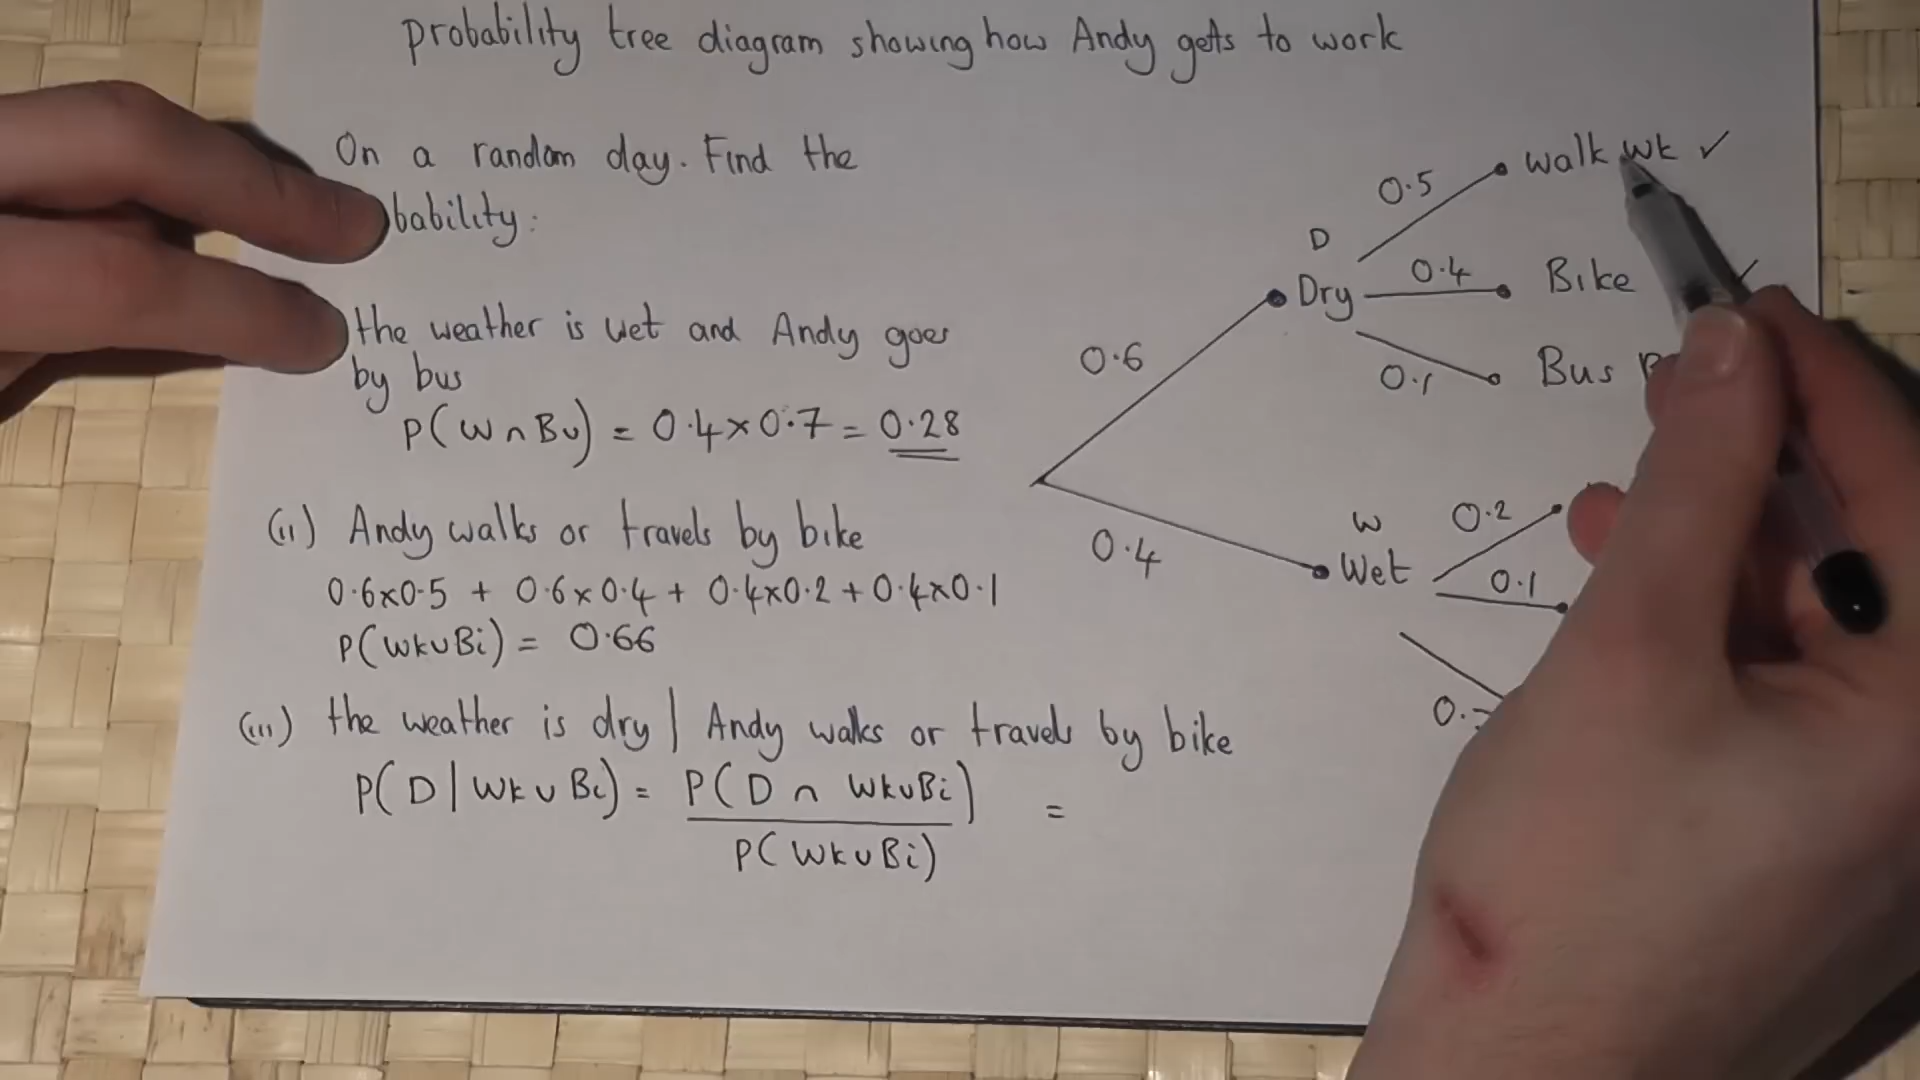 probability tree diagram showing how Andy gets to work
On a random day. Find the
bability:
the weather is wet and Andy goes
by bus
P(W∩Bu) = 0.4×0.7 = 0.28
(ii) Andy walks or travels by bike
0.6×0.5 + 0.6×0.4 + 0.4×0.2 + 0.4×0.1
P(WK∪Bi) = 0.66
(iii) the weather is dry | Andy walks or travels by bike
P(D|WK∪Bi) = P(D∩WK∪Bi) =
P(WK∪Bi)
0.6
D
Dry
0.5
walk WK ✓
0.4
Bike ✓
0.1
Bus
0.4
W
Wet
0.2
0.1
0.